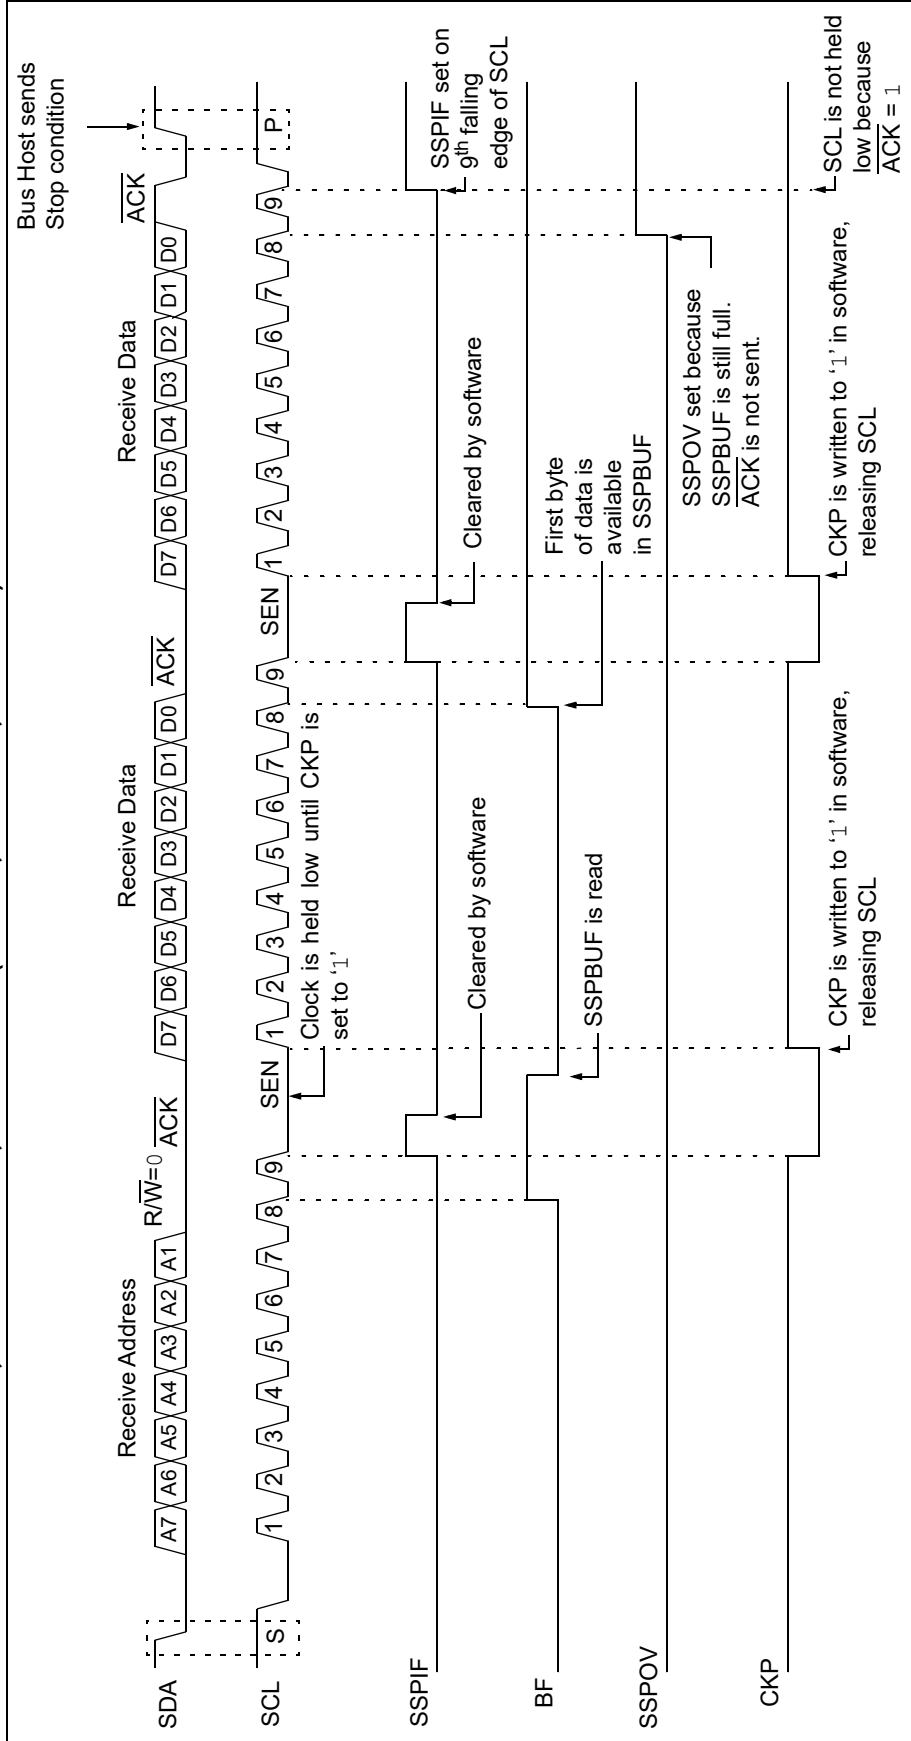 Bus Host sends
Stop condition
Receive Address
Receive Data
Receive Data
R/W̅=0
A̅C̅K̅
A̅C̅K̅
A̅C̅K̅
SDA
A7 A6 A5 A4 A3 A2 A1
D7 D6 D5 D4 D3 D2 D1 D0
D7 D6 D5 D4 D3 D2 D1 D0
SCL
S
1 2 3 4 5 6 7 8 9
SEN
1 2 3 4 5 6 7 8 9
SEN
1 2 3 4 5 6 7 8 9
P
Clock is held low until CKP is
set to ‘1’
SSPIF
Cleared by software
Cleared by software
SSPIF set on
9th falling
edge of SCL
BF
SSPBUF is read
First byte
of data is
available
in SSPBUF
SSPOV
SSPOV set because
SSPBUF is still full.
A̅C̅K̅ is not sent.
CKP
CKP is written to ‘1’ in software,
releasing SCL
CKP is written to ‘1’ in software,
releasing SCL
SCL is not held
low because
A̅C̅K̅ = 1